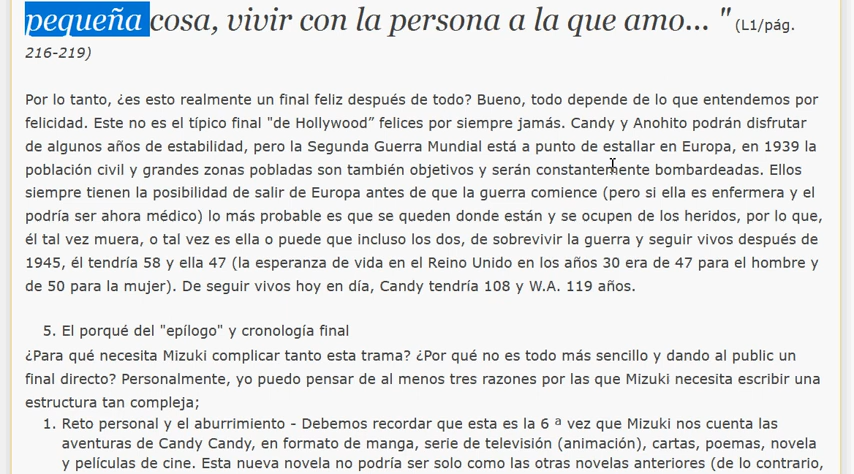 pequeña cosa, vivir con la persona a la que amo... " (L1/pág.
216-219)
Por lo tanto, ¿es esto realmente un final feliz después de todo? Bueno, todo depende de lo que entendemos por
felicidad. Este no es el típico final "de Hollywood” felices por siempre jamás. Candy y Anohito podrán disfrutar
de algunos años de estabilidad, pero la Segunda Guerra Mundial está a punto de estallar en Europa, en 1939 la
población civil y grandes zonas pobladas son también objetivos y serán constantemente bombardeadas. Ellos
siempre tienen la posibilidad de salir de Europa antes de que la guerra comience (pero si ella es enfermera y el
podría ser ahora médico) lo más probable es que se queden donde están y se ocupen de los heridos, por lo que,
él tal vez muera, o tal vez es ella o puede que incluso los dos, de sobrevivir la guerra y seguir vivos después de
1945, él tendría 58 y ella 47 (la esperanza de vida en el Reino Unido en los años 30 era de 47 para el hombre y
de 50 para la mujer). De seguir vivos hoy en día, Candy tendría 108 y W.A. 119 años.
5. El porqué del "epílogo" y cronología final
¿Para qué necesita Mizuki complicar tanto esta trama? ¿Por qué no es todo más sencillo y dando al public un
final directo? Personalmente, yo puedo pensar de al menos tres razones por las que Mizuki necesita escribir una
estructura tan compleja;
1. Reto personal y el aburrimiento - Debemos recordar que esta es la 6 ª vez que Mizuki nos cuenta las
aventuras de Candy Candy, en formato de manga, serie de televisión (animación), cartas, poemas, novela
y películas de cine. Esta nueva novela no podría ser solo como las otras novelas anteriores (de lo contrario,